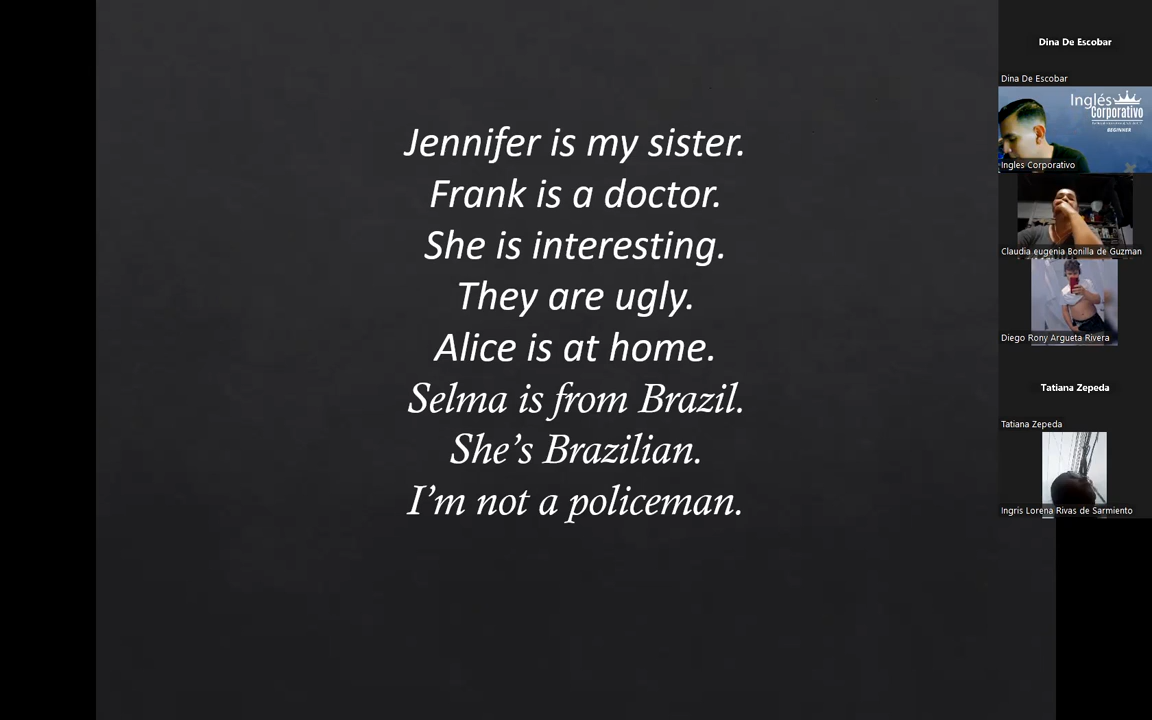 Jennifer is my sister.
Frank is a doctor.
She is interesting.
They are ugly.
Alice is at home.
Selma is from Brazil.
She's Brazilian.
I'm not a policeman.
Dina De Escobar
Dina De Escobar
Inglés
Corporativo
BEGINNER
Ingles Corporativo
Claudia eugenia Bonilla de Guzman
Diego Rony Argueta Rivera
Tatiana Zepeda
Tatiana Zepeda
Ingris Lorena Rivas de Sarmiento